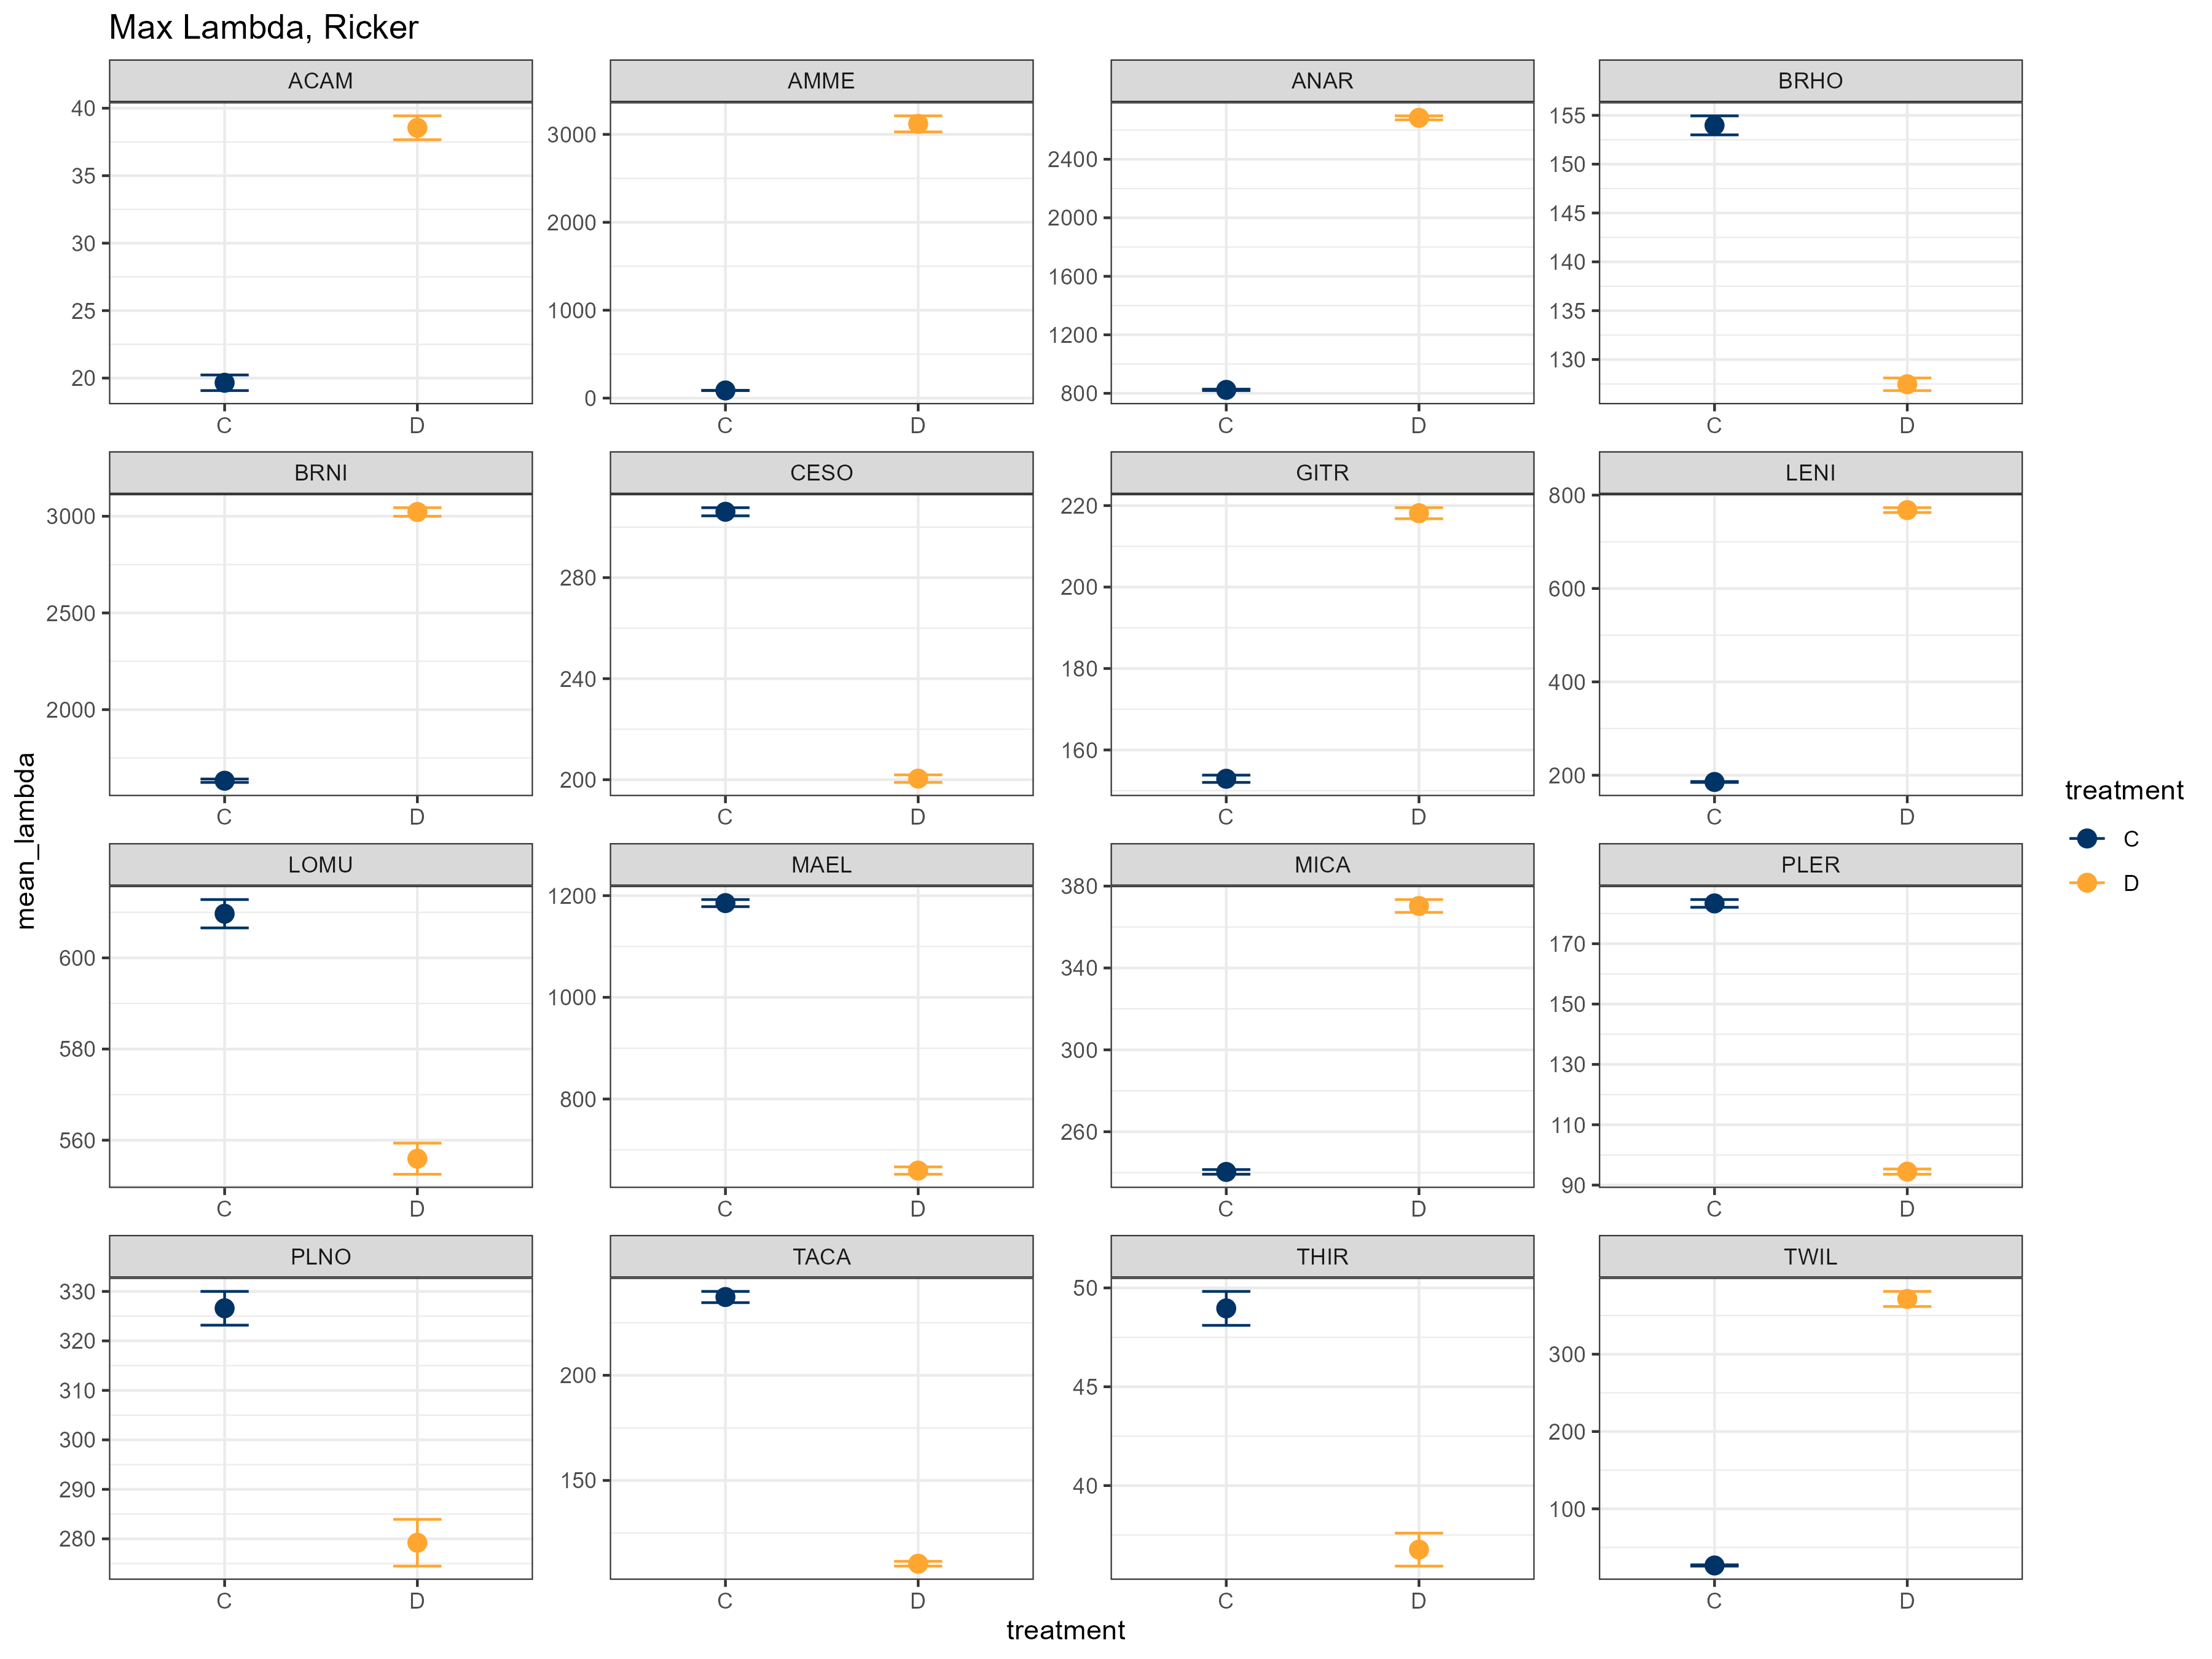 Max Lambda, Ricker
ACAM
AMME
ANAR
BRHO
40
35
30
25
20
3000
2000
1000
0
2400
2000
1600
1200
800
155
150
145
140
135
130
C
D
C
D
C
D
C
D
BRNI
CESO
GITR
LENI
3000
2500
2000
280
240
200
220
200
180
160
800
600
400
200
C
D
C
D
C
D
C
D
mean_lambda
LOMU
MAEL
MICA
PLER
600
580
560
1200
1000
800
380
340
300
260
170
150
130
110
90
C
D
C
D
C
D
C
D
PLNO
TACA
THIR
TWIL
330
320
310
300
290
280
200
150
50
45
40
300
200
100
C
D
C
D
C
D
C
D
treatment
treatment
C
D